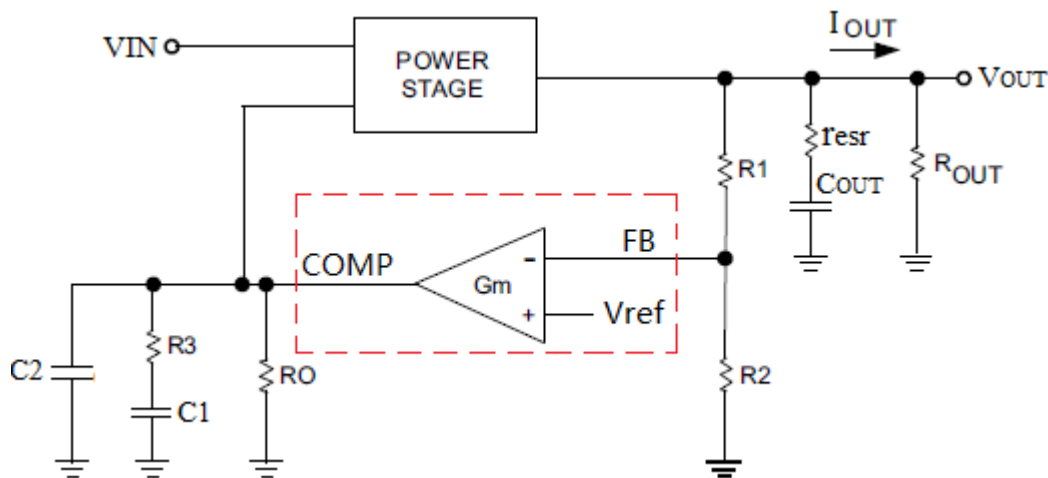 VIN
POWER
STAGE
IOUT
VOUT
R1
resr
COUT
ROUT
COMP
Gm
-
+
FB
Vref
C2
R3
C1
RO
R2